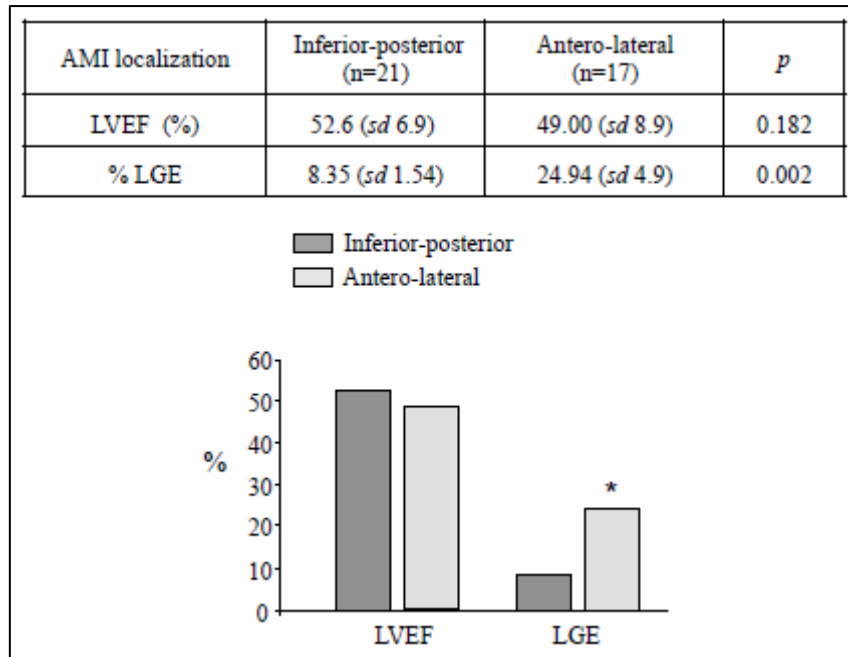 AMI localization Inferior-posterior (n=21) Antero-lateral (n=17) p
LVEF (%) 52.6 (sd 6.9) 49.00 (sd 8.9) 0.182
% LGE 8.35 (sd 1.54) 24.94 (sd 4.9) 0.002
Inferior-posterior
Antero-lateral
60
50
40
%
30
*
20
10
0
LVEF LGE